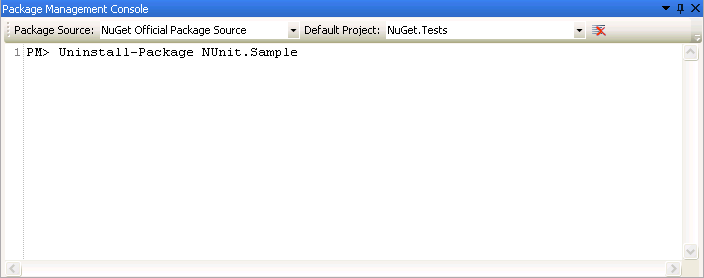 Package Management Console
Package Source: NuGet Official Package Source Default Project: NuGet.Tests
1 PM> Uninstall-Package NUnit.Sample